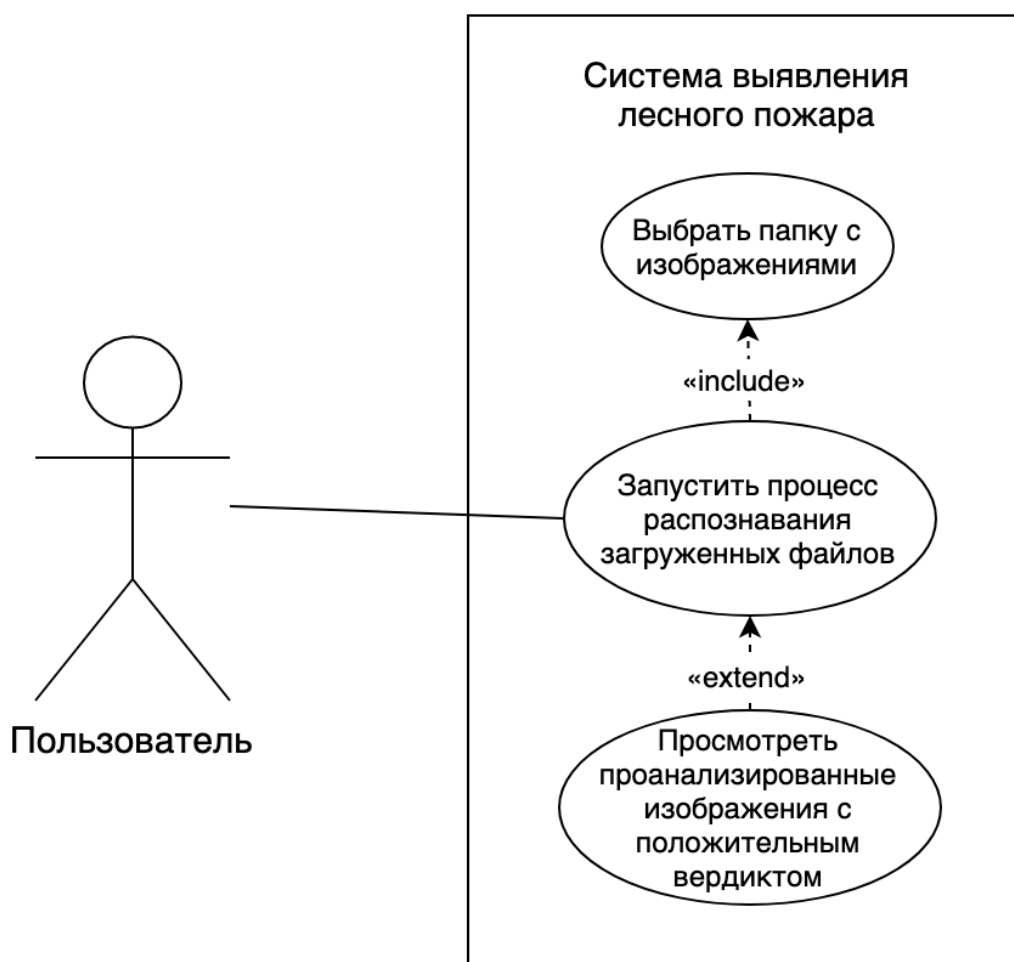 Система выявления
лесного пожара
Выбрать папку с
изображениями
«include»
Запустить процесс
распознавания
загруженных файлов
«extend»
Пользователь
Просмотреть
проанализированные
изображения с
положительным
вердиктом